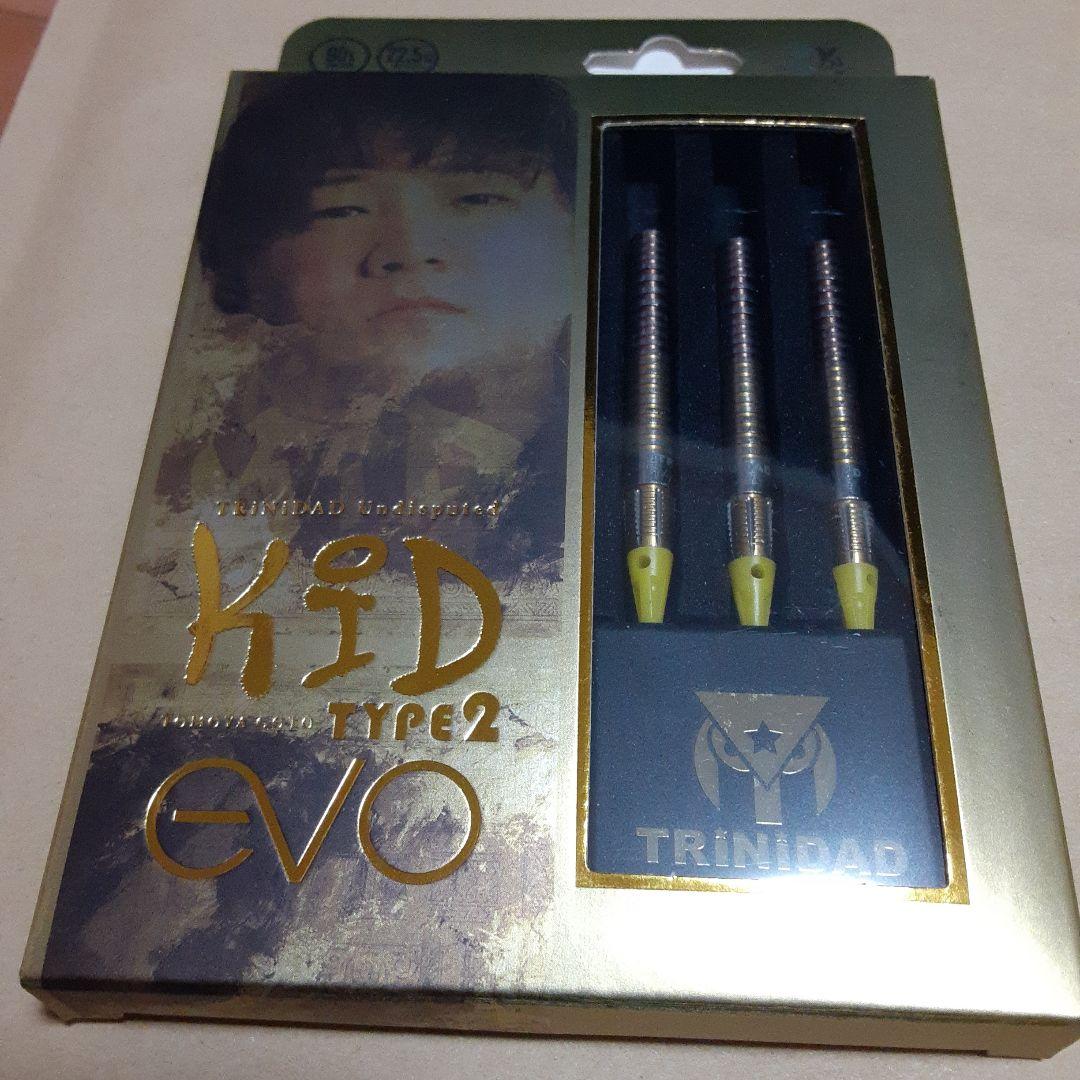 TRiNiDAD Undisputed
KiD
TOMOYA GOTO
TYPE2
evo
TRiNiDAD